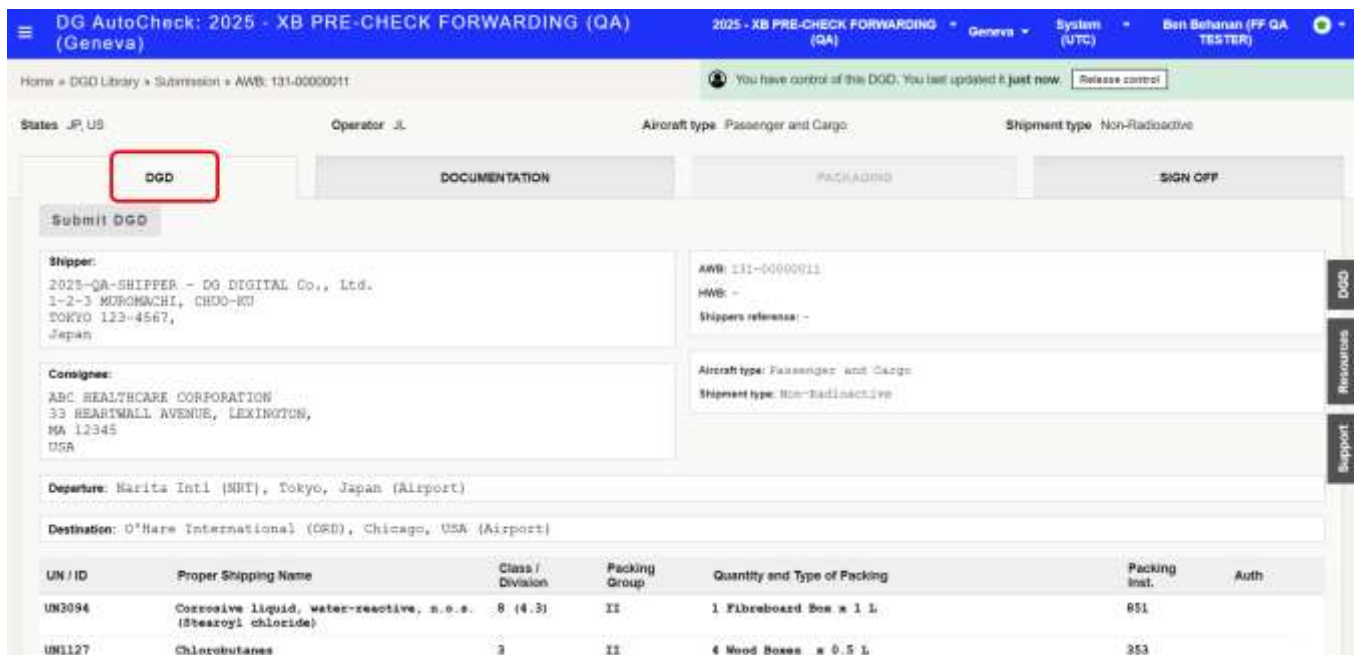 DG AutoCheck: 2025 - XB PRE-CHECK FORWARDING (QA)
(Geneva)
2025 - XB PRE-CHECK FORWARDING
(QA)
Geneva
System
(UTC)
Ben Behanan (FF QA
TESTER)
Home » DGD Library » Submission » AWB: 131-00000011
You have control of this DGD. You last updated it just now.
Release control
States JP, US
Operator JL
Aircraft type Passenger and Cargo
Shipment type Non-Radioactive
DGD
DOCUMENTATION
PACKAGING
SIGN OFF
Submit DGD
Shipper:
2025-QA-SHIPPER - DG DIGITAL Co., Ltd.
1-2-3 MUROMACHI, CHUO-KU
TOKYO 123-4567,
Japan
AWB: 131-00000011
HWB: -
Shippers reference: -
Consignee:
ABC HEALTHCARE CORPORATION
33 HEARTWALL AVENUE, LEXINGTON,
MA 12345
USA
Aircraft type: Passenger and Cargo
Shipment type: Non-Radioactive
DGD
Resources
Support
Departure: Narita Intl (NRT), Tokyo, Japan (Airport)
Destination: O'Hare International (ORD), Chicago, USA (Airport)
UN / ID
Proper Shipping Name
Class /
Division
Packing
Group
Quantity and Type of Packing
Packing
Inst.
Auth
UN3094
Corrosive liquid, water-reactive, n.o.s.
(Stearoyl chloride)
8 (4.3)
II
1 Fibreboard Box x 1 L
851
UN1127
Chlorobutanes
3
II
4 Wood Boxes x 0.5 L
353